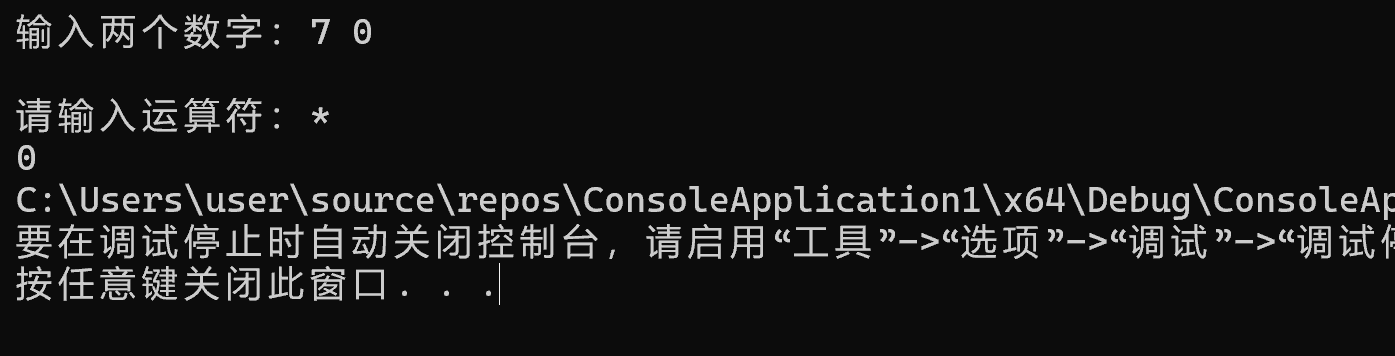 输入两个数字：7 0
请输入运算符：*
0
C:\Users\user\source\repos\ConsoleApplication1\x64\Debug\ConsoleAp
要在调试停止时自动关闭控制台，请启用“工具”->“选项”->“调试”->“调试停
按任意键关闭此窗口. . .